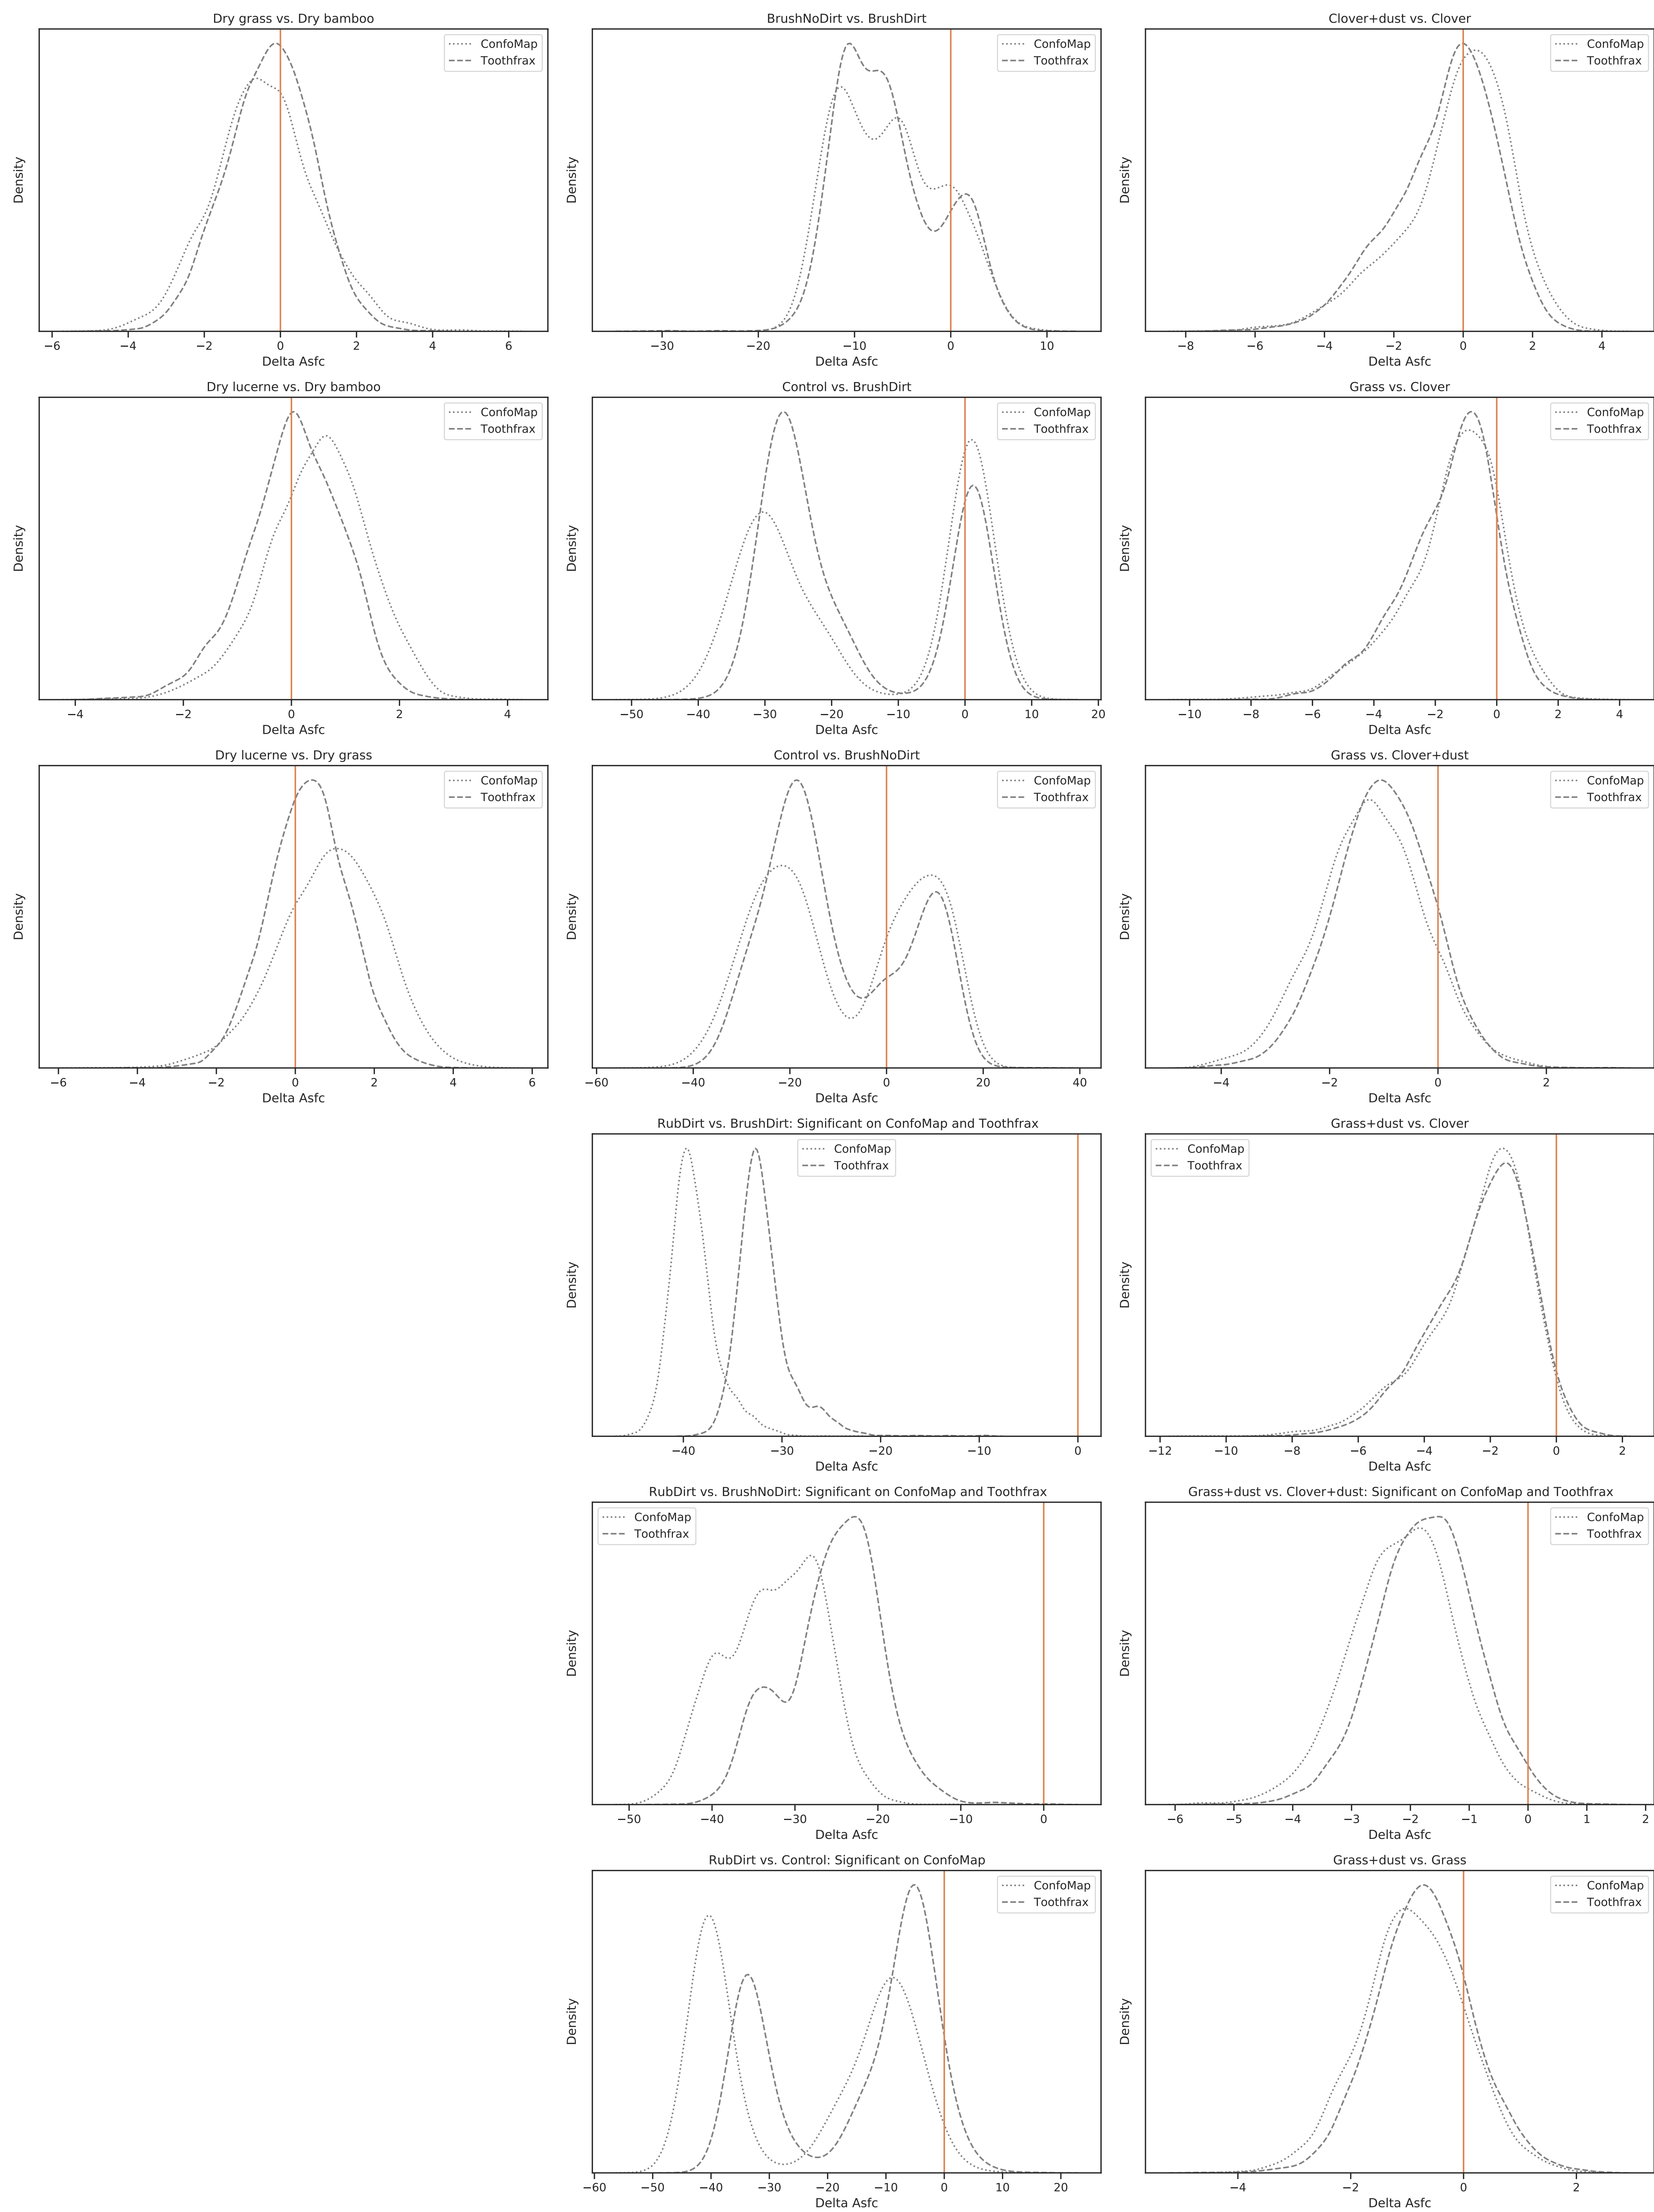 Dry grass vs. Dry bamboo
Density
ConfoMap
Toothfrax
−6 −4 −2 0 2 4 6
Delta Asfc
BrushNoDirt vs. BrushDirt
Density
ConfoMap
Toothfrax
−30 −20 −10 0 10
Delta Asfc
Clover+dust vs. Clover
Density
ConfoMap
Toothfrax
−8 −6 −4 −2 0 2 4
Delta Asfc
Dry lucerne vs. Dry bamboo
Density
ConfoMap
Toothfrax
−4 −2 0 2 4
Delta Asfc
Control vs. BrushDirt
Density
ConfoMap
Toothfrax
−50 −40 −30 −20 −10 0 10 20
Delta Asfc
Grass vs. Clover
Density
ConfoMap
Toothfrax
−10 −8 −6 −4 −2 0 2 4
Delta Asfc
Dry lucerne vs. Dry grass
Density
ConfoMap
Toothfrax
−6 −4 −2 0 2 4 6
Delta Asfc
Control vs. BrushNoDirt
Density
ConfoMap
Toothfrax
−60 −40 −20 0 20 40
Delta Asfc
Grass vs. Clover+dust
Density
ConfoMap
Toothfrax
−4 −2 0 2
Delta Asfc
RubDirt vs. BrushDirt: Significant on ConfoMap and Toothfrax
Density
ConfoMap
Toothfrax
−40 −30 −20 −10 0
Delta Asfc
Grass+dust vs. Clover
Density
ConfoMap
Toothfrax
−12 −10 −8 −6 −4 −2 0 2
Delta Asfc
RubDirt vs. BrushNoDirt: Significant on ConfoMap and Toothfrax
Density
ConfoMap
Toothfrax
−50 −40 −30 −20 −10 0
Delta Asfc
Grass+dust vs. Clover+dust: Significant on ConfoMap and Toothfrax
Density
ConfoMap
Toothfrax
−6 −5 −4 −3 −2 −1 0 1 2
Delta Asfc
RubDirt vs. Control: Significant on ConfoMap
Density
ConfoMap
Toothfrax
−60 −50 −40 −30 −20 −10 0 10 20
Delta Asfc
Grass+dust vs. Grass
Density
ConfoMap
Toothfrax
−4 −2 0 2
Delta Asfc